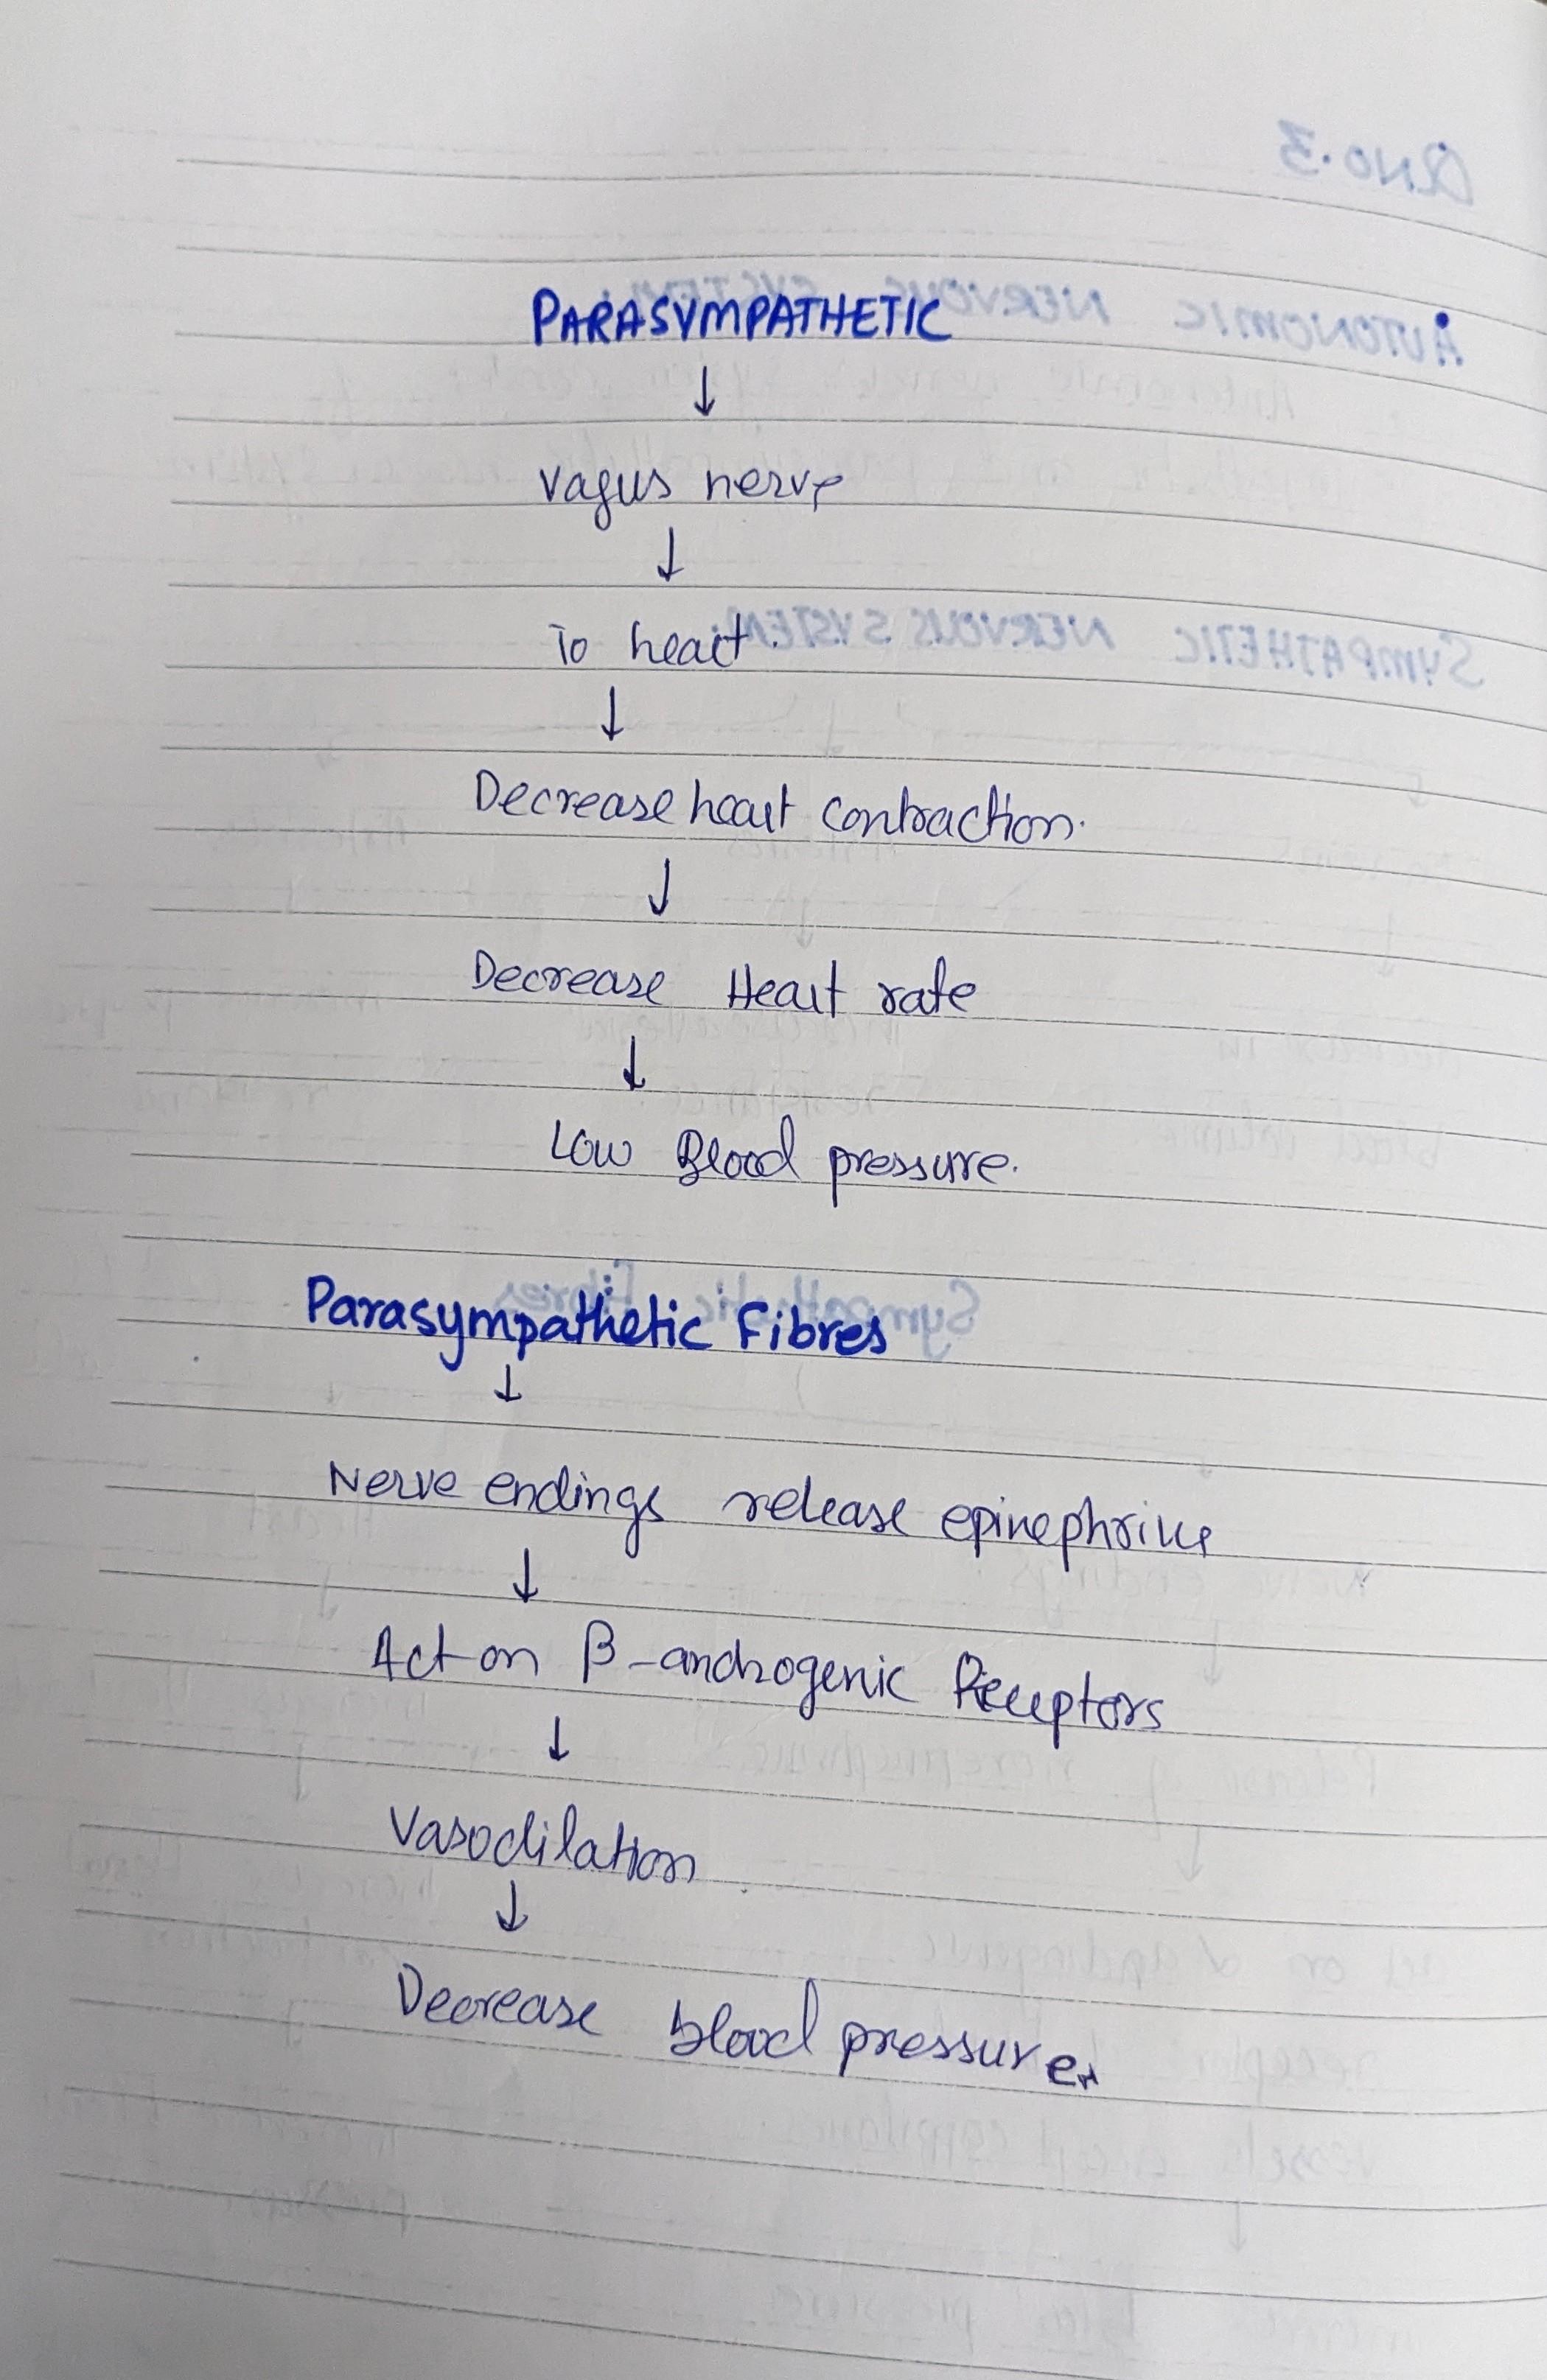 PARASYMPATHETIC
↓
Vagus nerve
↓
To heart.
↓
Decrease heart contraction.
↓
Decrease Heart rate
↓
Low Blood pressure.
Parasympathetic Fibres
↓
Nerve endings release epinephrine
↓
Act on β-androgenic Receptors
↓
Vasodilation
↓
Decrease blood pressure.